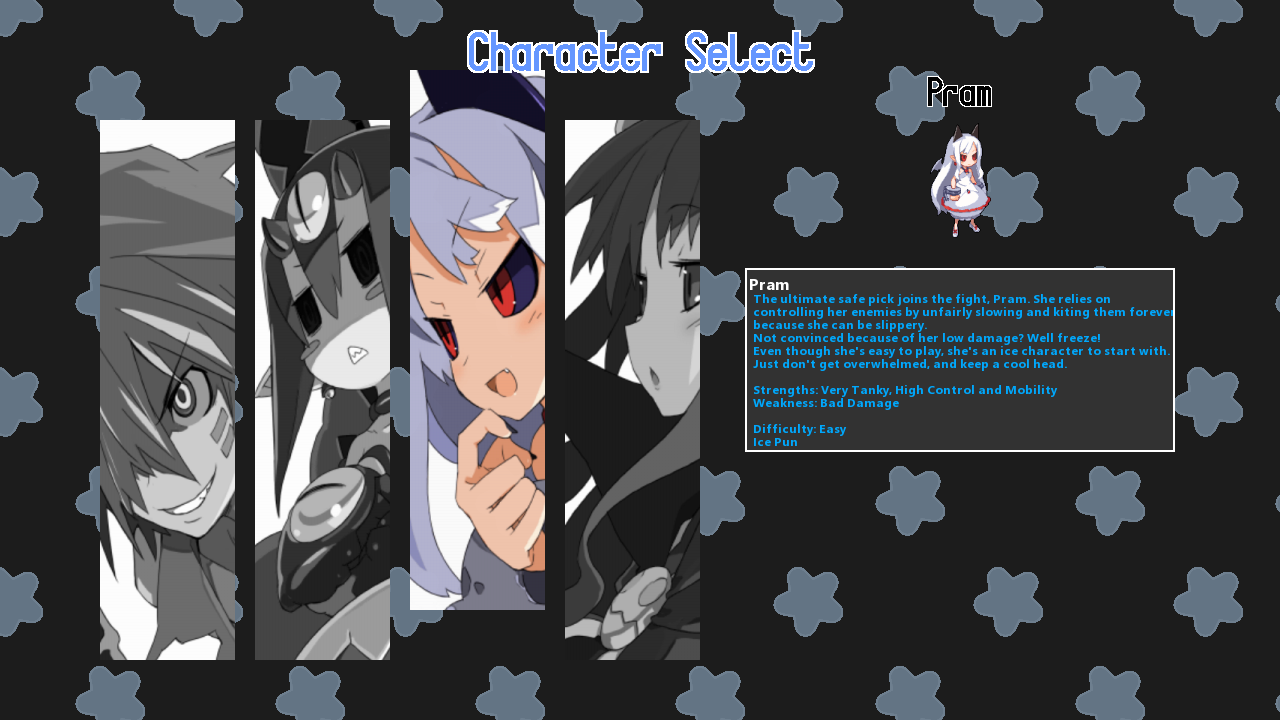 Character Select
Pram
Pram
The ultimate safe pick joins the fight, Pram. She relies on
controlling her enemies by unfairly slowing and kiting them forever
because she can be slippery.
Not convinced because of her low damage? Well freeze!
Even though she's easy to play, she's an ice character to start with.
Just don't get overwhelmed, and keep a cool head.
Strengths: Very Tanky, High Control and Mobility
Weakness: Bad Damage
Difficulty: Easy
Ice Pun